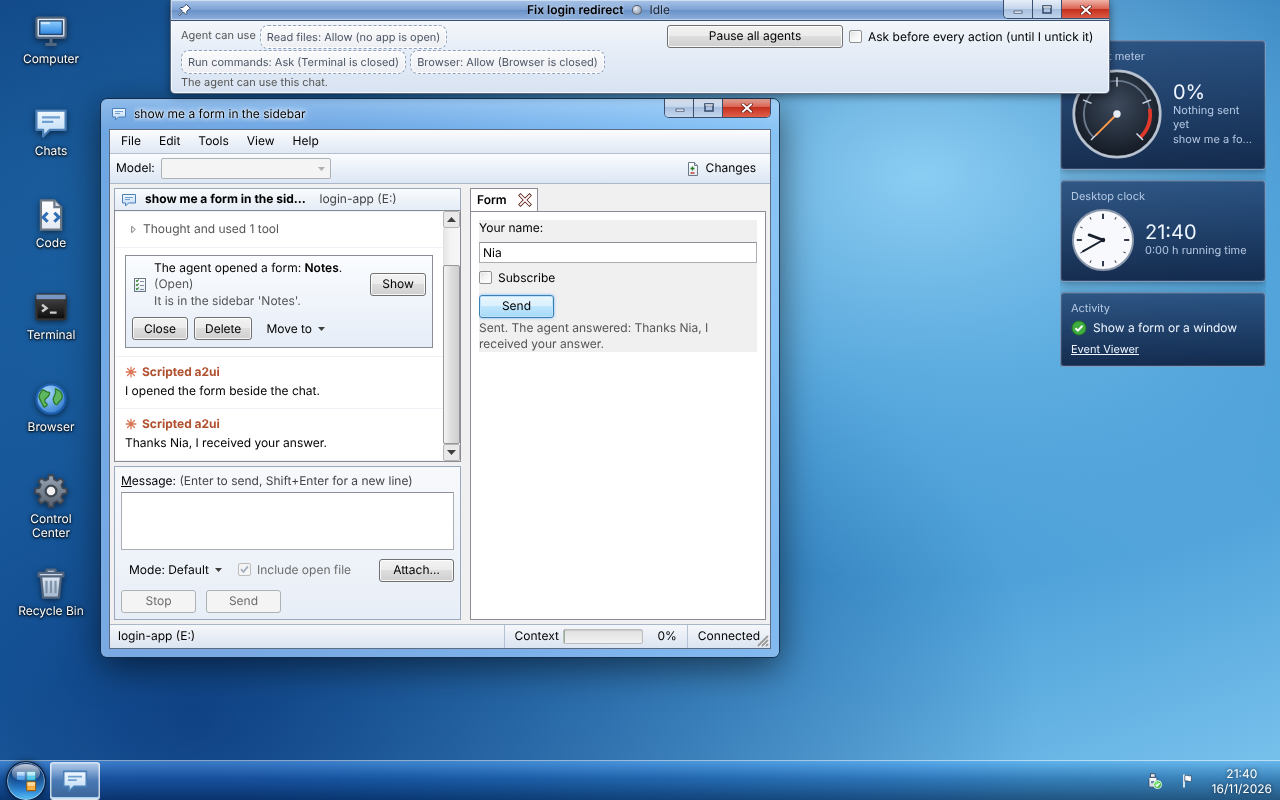 Fix login redirect Idle
Agent can use Read files: Allow (no app is open)
Run commands: Ask (Terminal is closed) Browser: Allow (Browser is closed)
The agent can use this chat.
Pause all agents Ask before every action (until I untick it)
Computer
Chats
Code
Terminal
Browser
Control
Center
Recycle Bin
show me a form in the sidebar
File Edit Tools View Help
Model: Changes
show me a form in the sid... login-app (E:)
Thought and used 1 tool
The agent opened a form: Notes.
(Open)
It is in the sidebar 'Notes'.
Show
Close Delete Move to
Scripted a2ui
I opened the form beside the chat.
Scripted a2ui
Thanks Nia, I received your answer.
Message: (Enter to send, Shift+Enter for a new line)
Mode: Default Include open file Attach...
Stop Send
Form
Your name:
Nia
Subscribe
Send
Sent. The agent answered: Thanks Nia, I
received your answer.
login-app (E:) Context 0% Connected
meter
0%
Nothing sent
yet
show me a fo...
Desktop clock
21:40
0:00 h running time
Activity
Show a form or a window
Event Viewer
21:40
16/11/2026